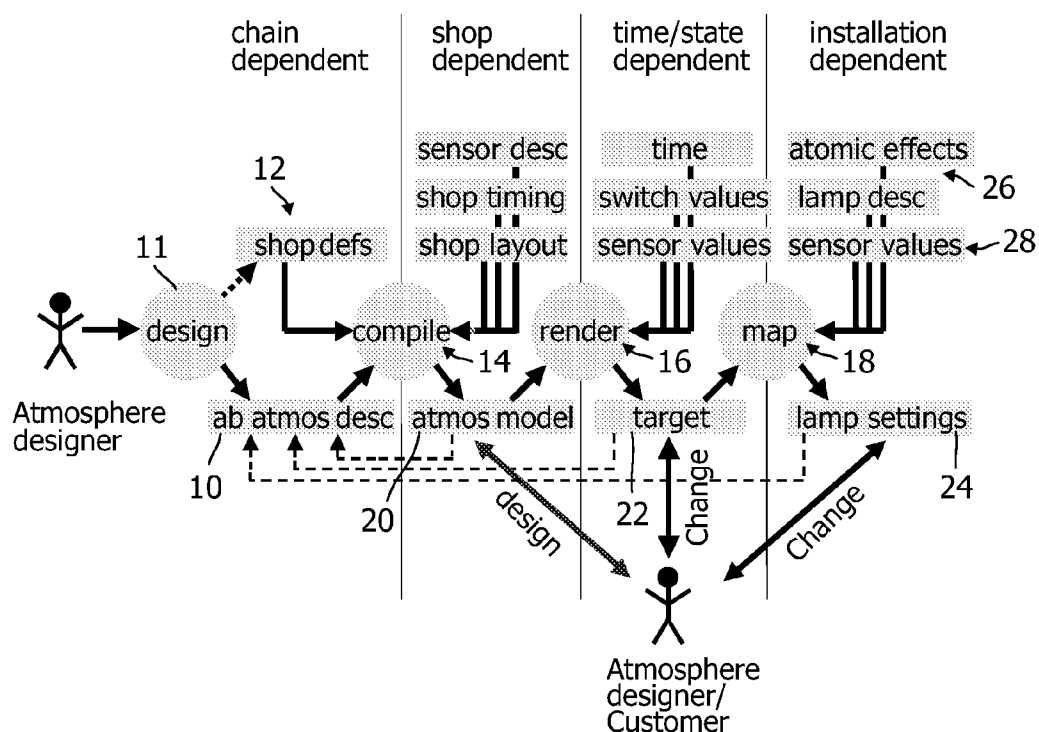 chain
dependent
shop
dependent
time/state
dependent
installation
dependent
sensor desc
time
atomic effects
12
26
shop timing
switch values
lamp desc
11
shop defs
shop layout
sensor values
sensor values
28
design
compile
render
map
14
16
18
Atmosphere
designer
ab atmos desc
atmos model
target
lamp settings
10
20
22
24
design
Change
Change
Atmosphere
designer/
Customer